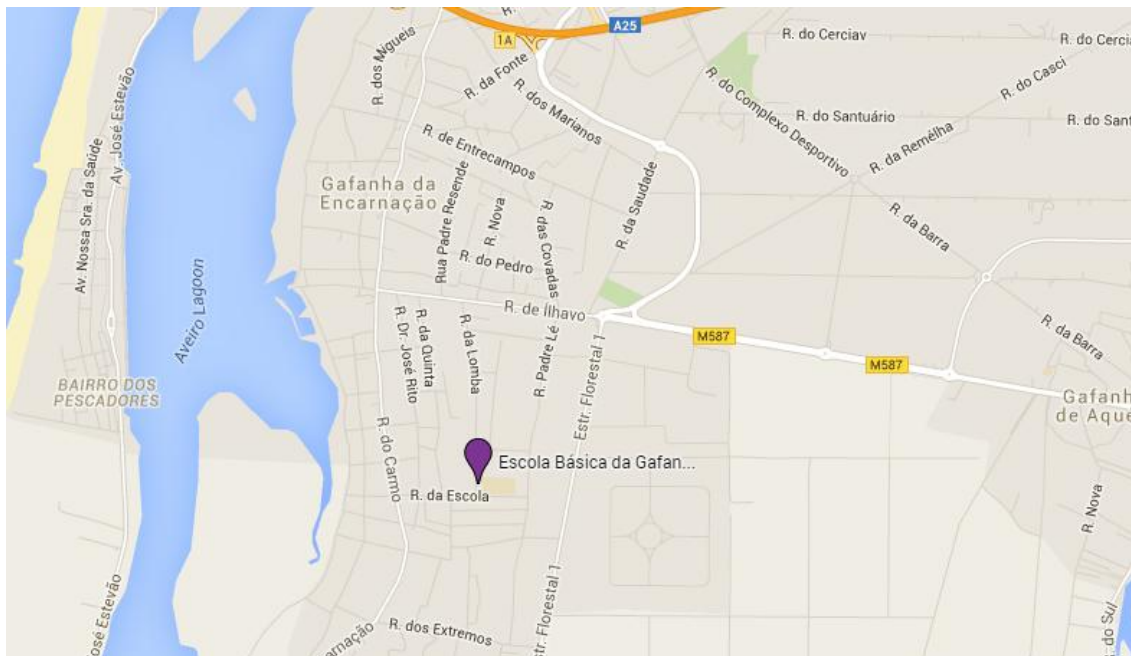 A25
1A
R. do Cerciav
R. do Cercia
R. dos Migueis
R. da Fonte
R. dos Marianos
R. do Complexo Desportivo
R. do Casci
R. do Santuário
R. do Sant
R. da Remêlha
Av. José Estevão
Av. Nossa Sra. da Saúde
R. de Entrecampos
Gafanha da
Encarnação
Rua Padre Resende
R. Nova
R. das Covadas
R. da Saudade
R. da Barra
R. do Pedro
Aveiro Lagoon
R. de Ílhavo
R. Dr. José Rito
R. da Quinta
R. da Lomba
R. Padre Lé
Estr. Florestal 1
M587
M587
R. da Barra
BAIRRO DOS
PESCADORES
Gafanh
de Aque
R. do Carmo
Escola Básica da Gafan...
R. da Escola
R. Nova
José Estevão
Estr. Florestal 1
rnação
R. dos Extremos
do Sul